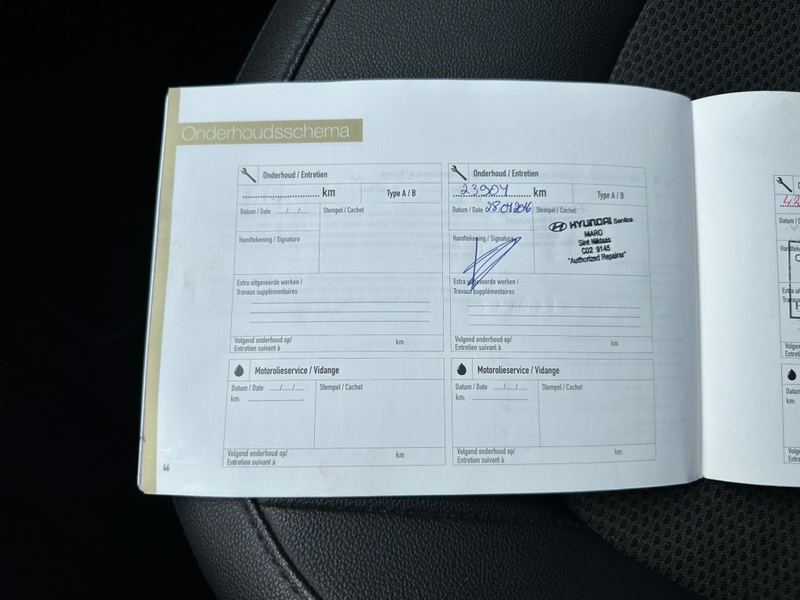 Onderhoudsschema
Onderhoud / Entretien
km
Type A / B
Datum / Date
Stempel / Cachet
Handtekening / Signature
Extra uitgevoerde werken /
Travaux supplémentaires
Volgend onderhoud op/
Entretien suivant à
km
Motorolieservice / Vidange
Datum / Date
km:
Stempel / Cachet
Volgend onderhoud op/
Entretien suivant à
km
Onderhoud / Entretien
km
Type A / B
Datum / Date
Stempel / Cachet
HYUNDAI Service
MARO
Sint Niklaas
C02 9145
"Authorized Repairer"
Handtekening / Signature
Extra uitgevoerde werken /
Travaux supplémentaires
Volgend onderhoud op/
Entretien suivant à
km
Motorolieservice / Vidange
Datum / Date
km:
Stempel / Cachet
Volgend onderhoud op/
Entretien suivant à
km
46